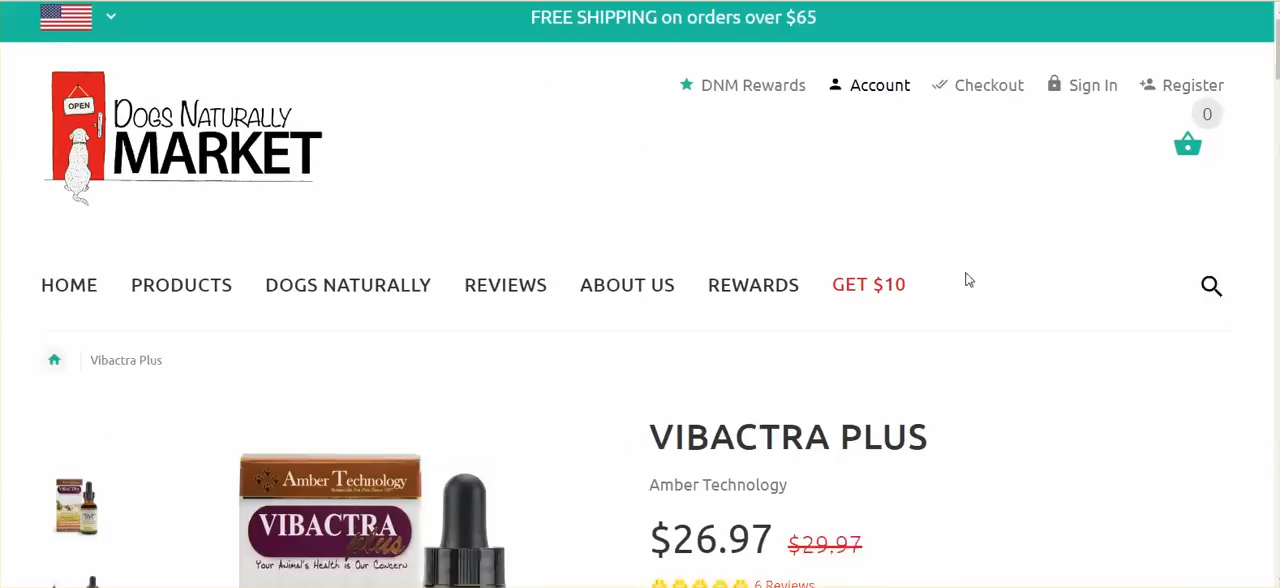 FREE SHIPPING on orders over $65
DNM Rewards Account Checkout Sign In Register
0
OPEN
DOGS NATURALLY
MARKET
HOME PRODUCTS DOGS NATURALLY REVIEWS ABOUT US REWARDS GET $10
Vibactra Plus
VIBACTRA PLUS
Amber Technology
$26.97 $29.97
6 Reviews
Amber Technology
VIBACTRA
plus
Your Animal's Health is Our Concern